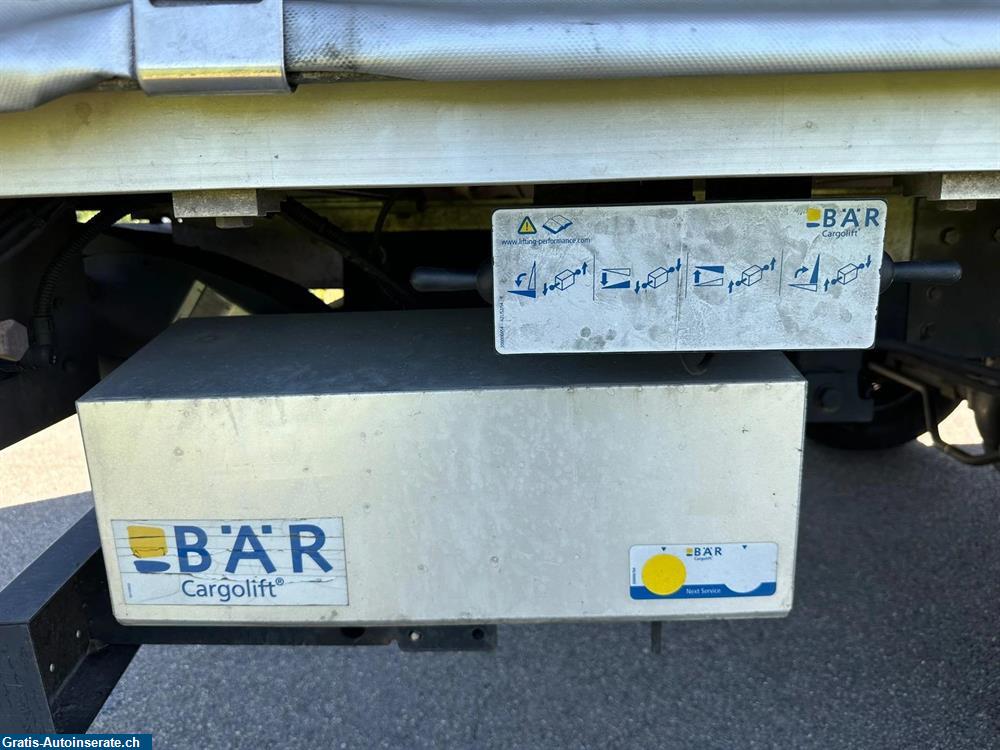 BÄR
Cargolift®
www.lifting-performance.com
BÄR
Cargolift®
BÄR
Cargolift
Next Service
Gratis-Autoinserate.ch